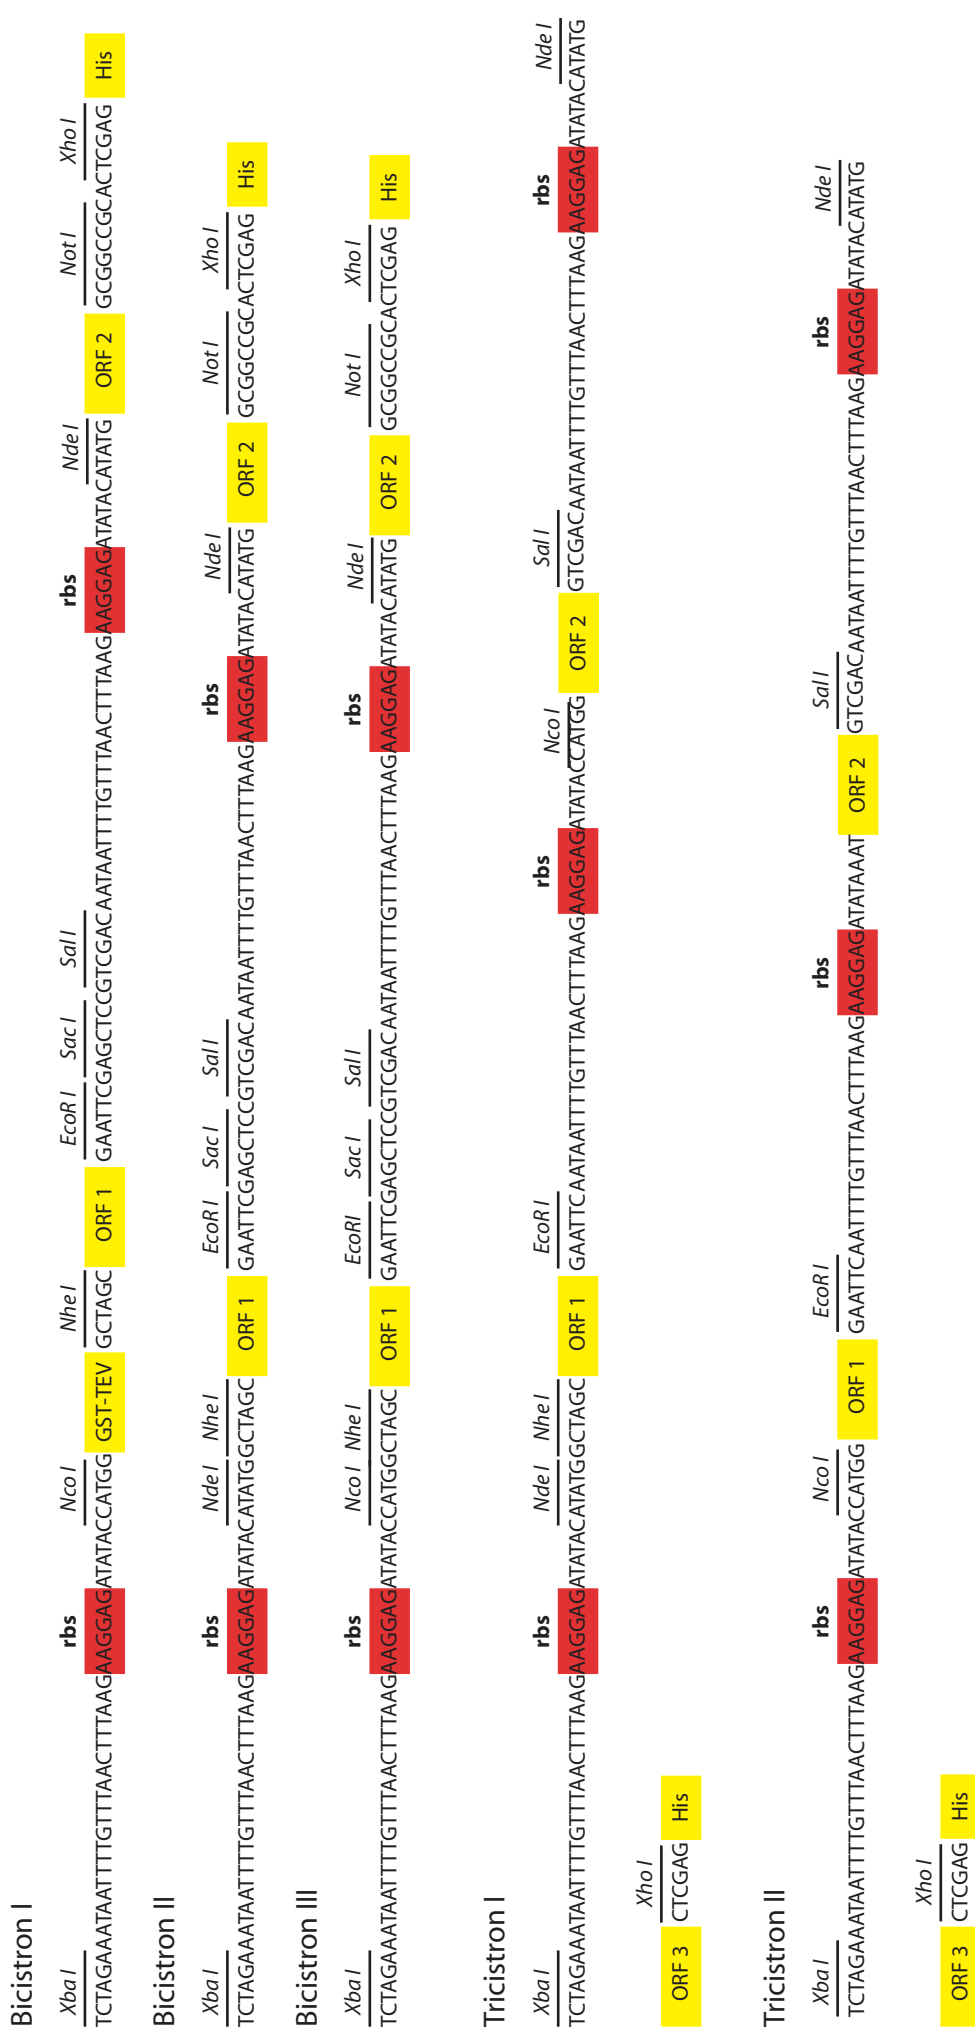 Bicistron I
Xba I rbs Nco I Nhe I EcoR I Sac I Sal I rbs Nde I Not I Xho I
TCTAGAAATAATTTTGTTTAACTTTAAGAAGGAGATATACCATGG GST-TEV GCTAGC ORF 1 GAATTCGAGCTCCGTCGACAATAATTTTGTTTAACTTTAAGAAGGAGATATACATATG ORF 2 GCGGCCGCACTCGAG His
Bicistron II
Xba I rbs Nde I Nhe I EcoR I Sac I Sal I rbs Nde I Not I Xho I
TCTAGAAATAATTTTGTTTAACTTTAAGAAGGAGATATACATATGGCTAGC ORF 1 GAATTCGAGCTCCGTCGACAATAATTTTGTTTAACTTTAAGAAGGAGATATACATATG ORF 2 GCGGCCGCACTCGAG His
Bicistron III
Xba I rbs Nco I Nhe I EcoRI Sac I Sal I rbs Nde I Not I Xho I
TCTAGAAATAATTTTGTTTAACTTTAAGAAGGAGATATACCATGGCTAGC ORF 1 GAATTCGAGCTCCGTCGACAATAATTTTGTTTAACTTTAAGAAGGAGATATACATATG ORF 2 GCGGCCGCACTCGAG His
Tricistron I
Xba I rbs Nde I Nhe I EcoR I rbs Nco I Sal I rbs Nde I
TCTAGAAATAATTTTGTTTAACTTTAAGAAGGAGATATACATATGGCTAGC ORF 1 GAATTCAATAATTTTGTTTAACTTTAAGAAGGAGATATACCATGG ORF 2 GTCGACAATAATTTTGTTTAACTTTAAGAAGGAGATATACATATG
Xho I
ORF 3 CTCGAG His
Tricistron II
Xba I rbs Nco I EcoR I rbs Sal I rbs Nde I
TCTAGAAATAATTTTGTTTAACTTTAAGAAGGAGATATACCATGG ORF 1 GAATTCAATTTTGTTTAACTTTAAGAAGGAGATATAAAT ORF 2 GTCGACAATAATTTTGTTTAACTTTAAGAAGGAGATATACATATG
Xho I
ORF 3 CTCGAG His